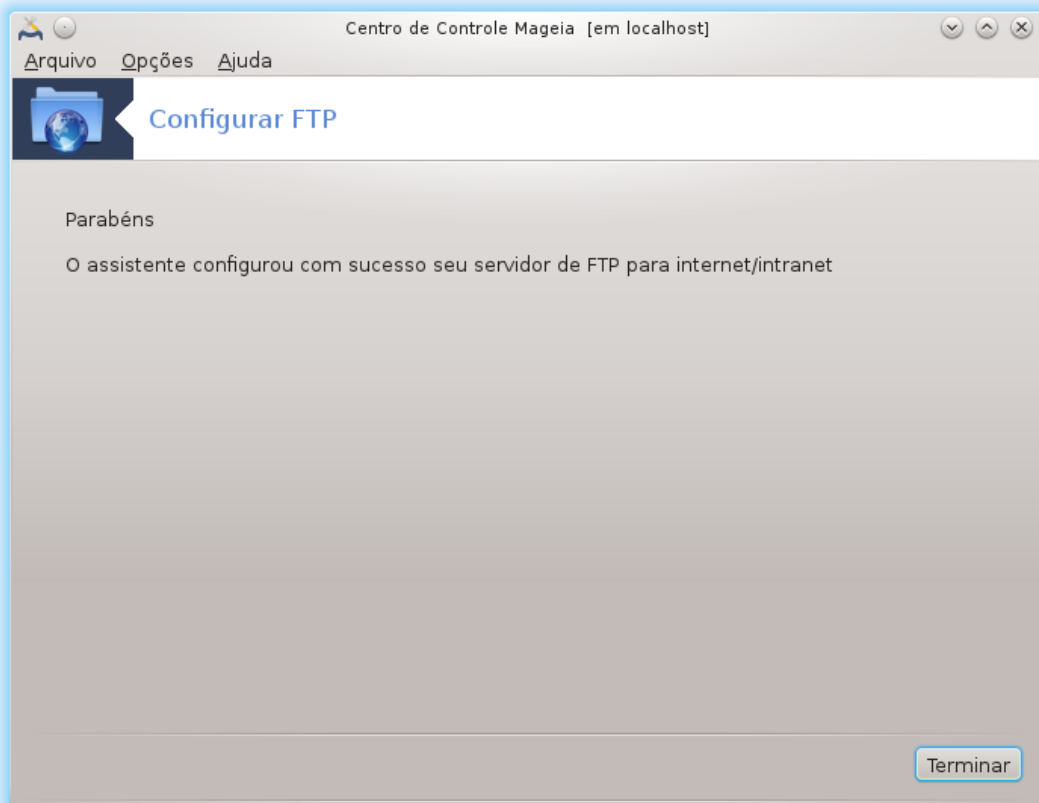 Centro de Controle Mageia [em localhost]
Arquivo Opções Ajuda
Configurar FTP
Parabéns
O assistente configurou com sucesso seu servidor de FTP para internet/intranet
Terminar